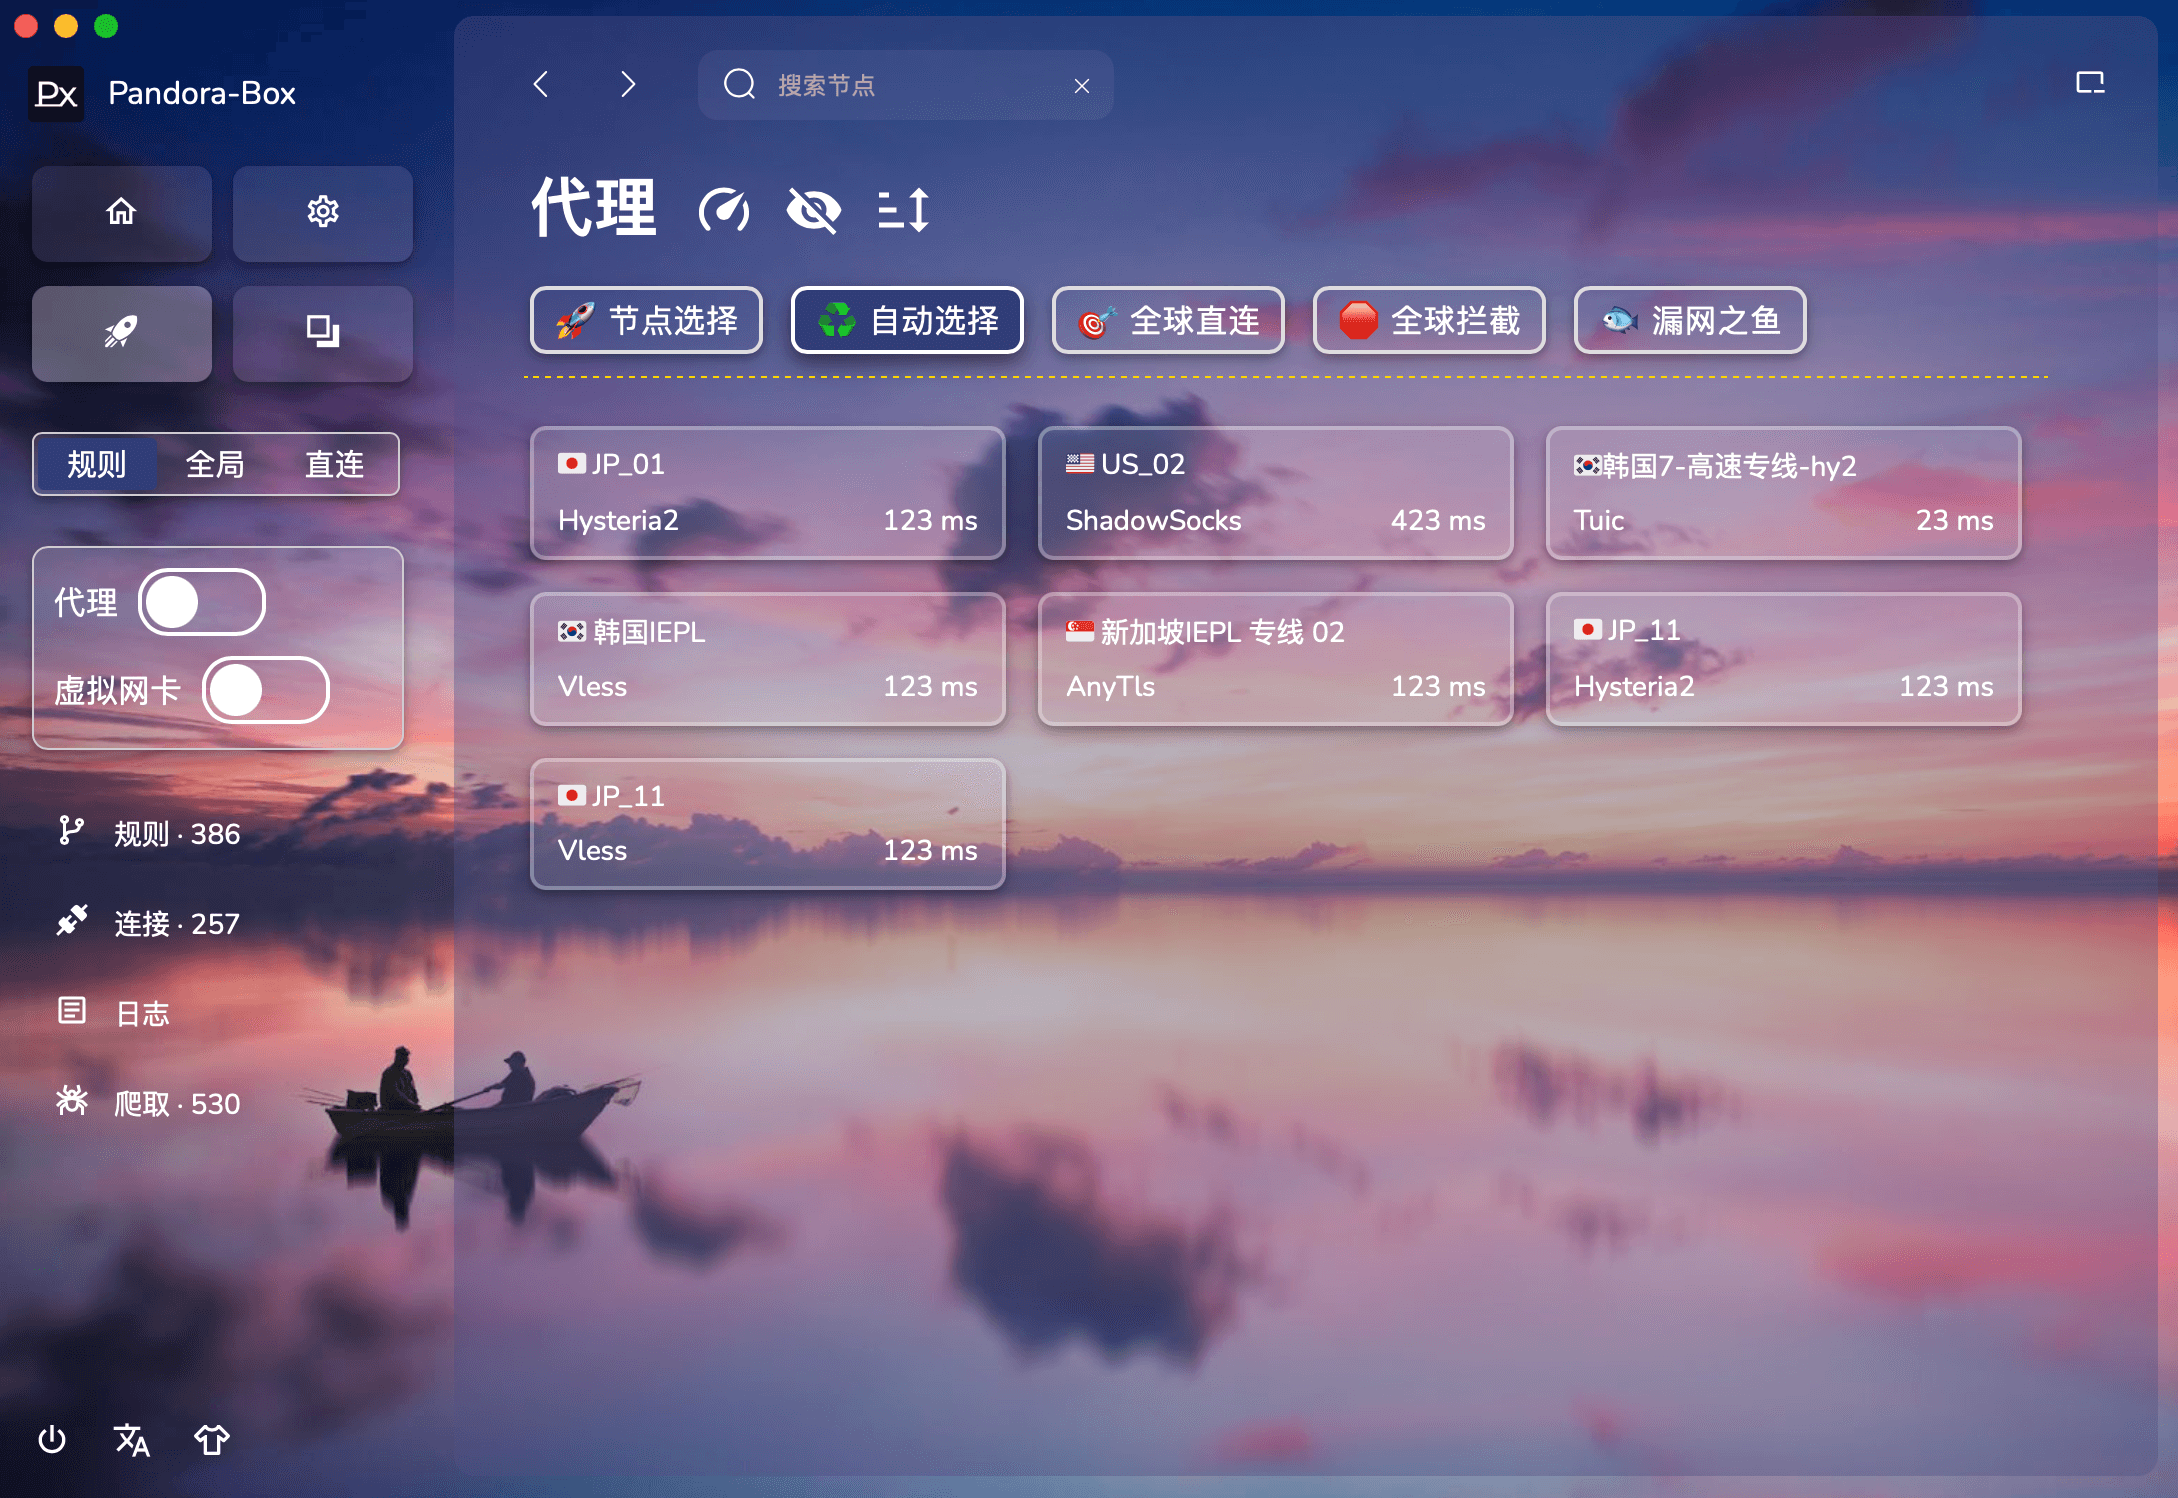 Px Pandora-Box
搜索节点
代理
节点选择 自动选择 全球直连 全球拦截 漏网之鱼
规则 全局 直连
代理
虚拟网卡
规则 · 386
连接 · 257
日志
爬取 · 530
JP_01
Hysteria2 123 ms
US_02
ShadowSocks 423 ms
韩国7-高速专线-hy2
Tuic 23 ms
韩国IEPL
Vless 123 ms
新加坡IEPL 专线 02
AnyTls 123 ms
JP_11
Hysteria2 123 ms
JP_11
Vless 123 ms